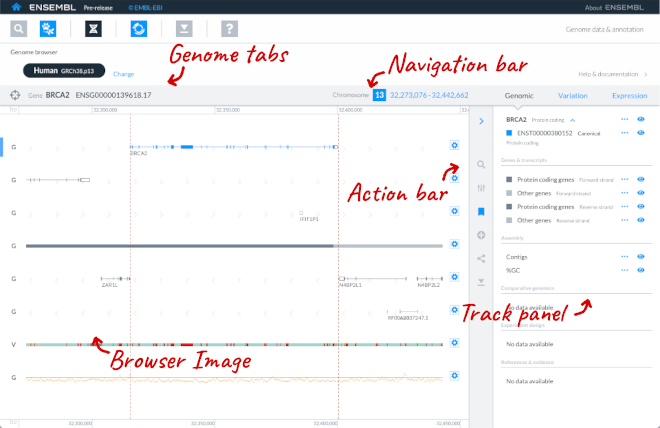 ENSEMBL Pre-release © EMBL-EBI About ENSEMBL
Genome data & annotation
Genome browser
Genome tabs
Navigation bar
Human GRCh38.p13 Change
Help & documentation
Gene BRCA2 ENSG00000139618.17
Chromosome 13 32,273,076-32,442,662
Genomic Variation Expression
32,300,000 32,350,000 32,400,000
BRCA2 Protein coding
ENST00000380152 Canonical
Protein coding
G
BRCA2
Genes & transcripts
G
Action bar
Protein coding genes Forward strand
Other genes Forward strand
Protein coding genes Reverse strand
Other genes Reverse strand
G
IFIT1P1
G
Assembly
Contigs
%GC
G
ZAR1L
N4BP2L1
N4BP2L2
Comparative genomics
No data available
Track panel
G
Experiment design
No data available
V
Browser Image
References & evidence
No data available
G
32,300,000 32,350,000 32,400,000 32,450,000